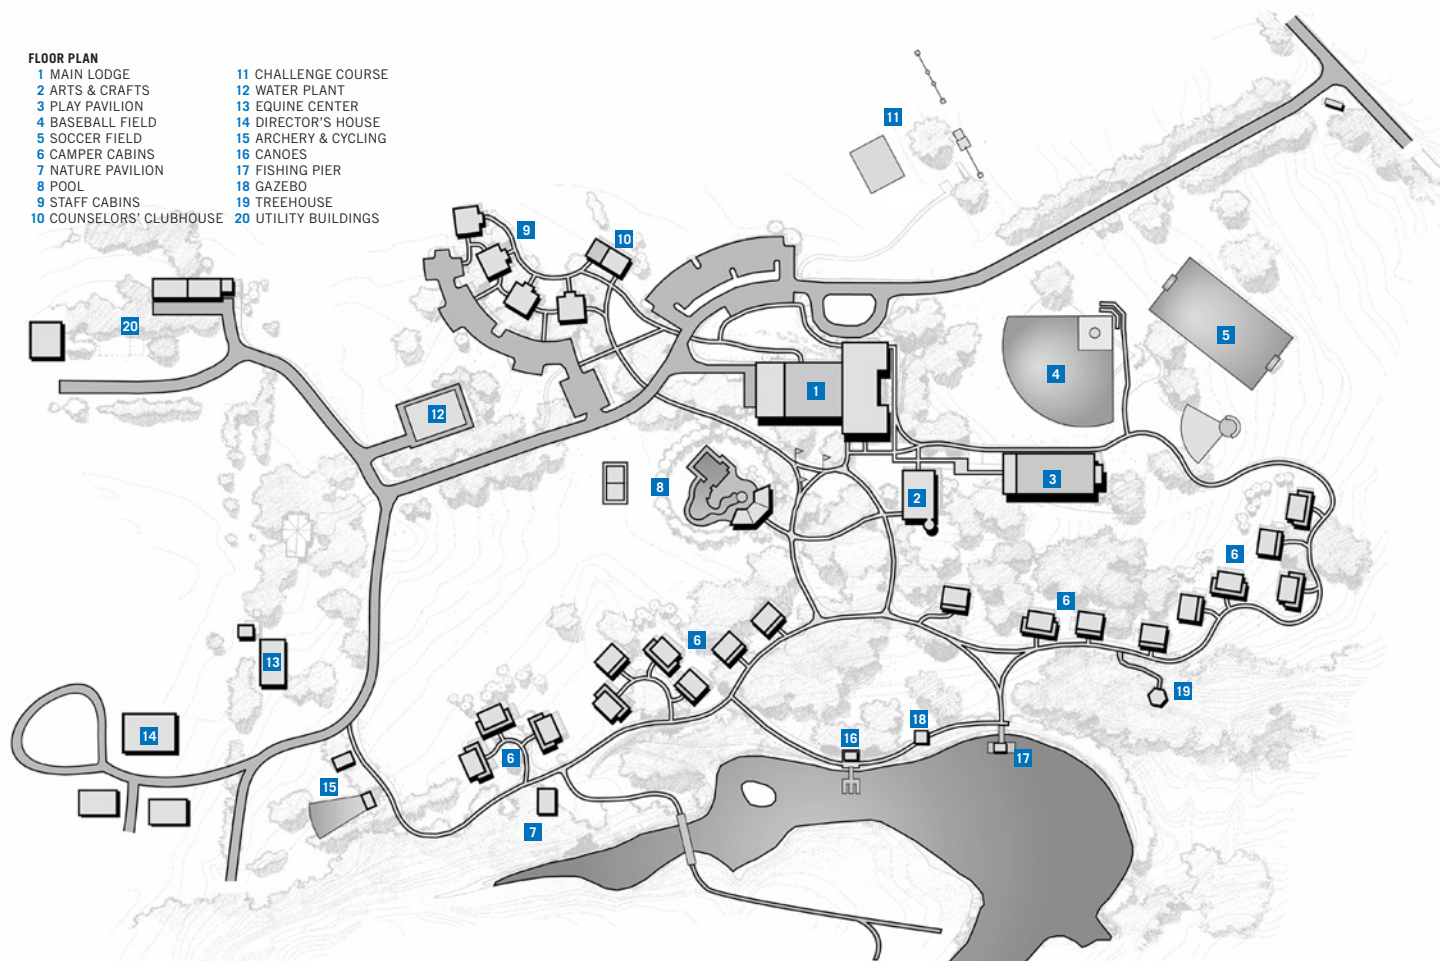 FLOOR PLAN
1 MAIN LODGE
2 ARTS & CRAFTS
3 PLAY PAVILION
4 BASEBALL FIELD
5 SOCCER FIELD
6 CAMPER CABINS
7 NATURE PAVILION
8 POOL
9 STAFF CABINS
10 COUNSELORS' CLUBHOUSE
11 CHALLENGE COURSE
12 WATER PLANT
13 EQUINE CENTER
14 DIRECTOR'S HOUSE
15 ARCHERY & CYCLING
16 CANOES
17 FISHING PIER
18 GAZEBO
19 TREEHOUSE
20 UTILITY BUILDINGS
11
9
10
20
5
4
1
12
3
8
2
6
6
6
13
19
18
14
16
6
17
15
7